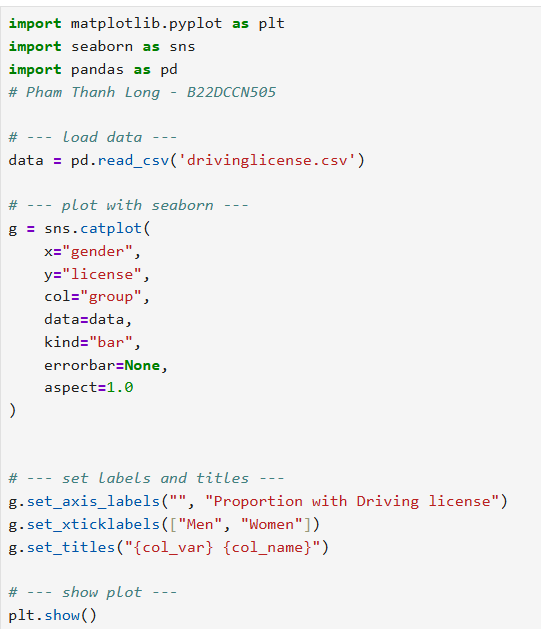 import matplotlib.pyplot as plt
import seaborn as sns
import pandas as pd
# Pham Thanh Long - B22DCCN505

# --- load data ---
data = pd.read_csv('drivinglicense.csv')

# --- plot with seaborn ---
g = sns.catplot(
    x="gender",
    y="license",
    col="group",
    data=data,
    kind="bar",
    errorbar=None,
    aspect=1.0
)


# --- set labels and titles ---
g.set_axis_labels("", "Proportion with Driving license")
g.set_xticklabels(["Men", "Women"])
g.set_titles("{col_var} {col_name}")

# --- show plot ---
plt.show()